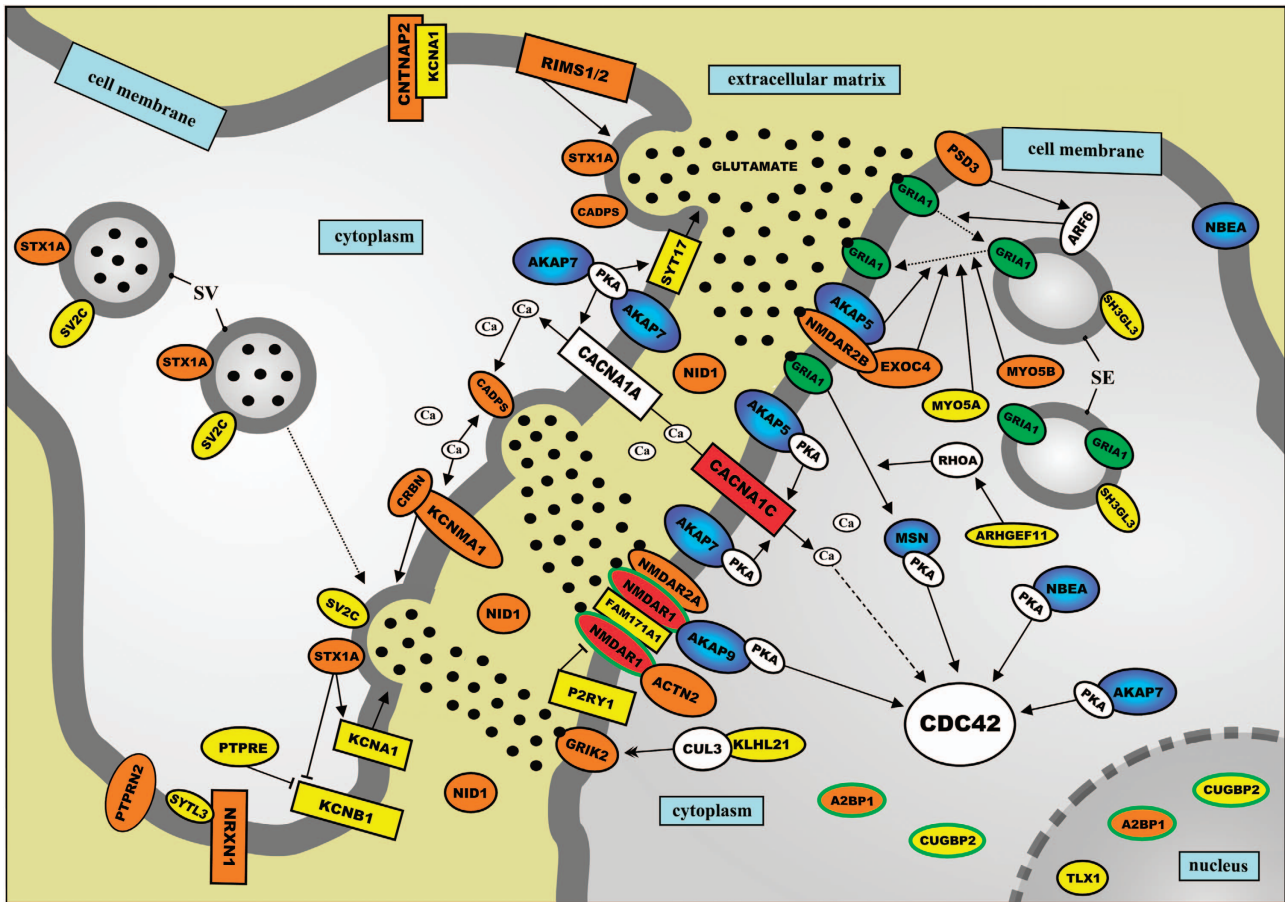 CNTNAP2
KCNA1
RIMS1/2
cell membrane
extracellular matrix
cell membrane
STX1A
GLUTAMATE
PSD3
GRIA1
ARF6
NBEA
CADPS
cytoplasm
STX1A
AKAP7
PKA
SYT17
GRIA1
GRIA1
SV
SV2C
AKAP7
AKAP5
NMDAR2B
SH3GL3
Ca
Ca
STX1A
CACNA1A
NID1
GRIA1
EXOC4
MYO5B
SE
CADPS
MYO5A
SV2C
Ca
AKAP5
PKA
GRIA1
GRIA1
Ca
Ca
Ca
RHOA
CRBN
KCNMA1
CACNA1C
SH3GL3
AKAP7
PKA
Ca
Ca
MSN
PKA
ARHGEF11
NMDAR2A
NMDAR1
FAM171A1
NMDAR1
SV2C
NID1
NBEA
PKA
STX1A
AKAP9
PKA
P2RY1
ACTN2
CDC42
AKAP7
PKA
PTPRE
KCNA1
GRIK2
CUL3
KLHL21
PTPRN2
SYTL3
NRXN1
KCNB1
NID1
cytoplasm
A2BP1
CUGBP2
CUGBP2
A2BP1
TLX1
nucleus